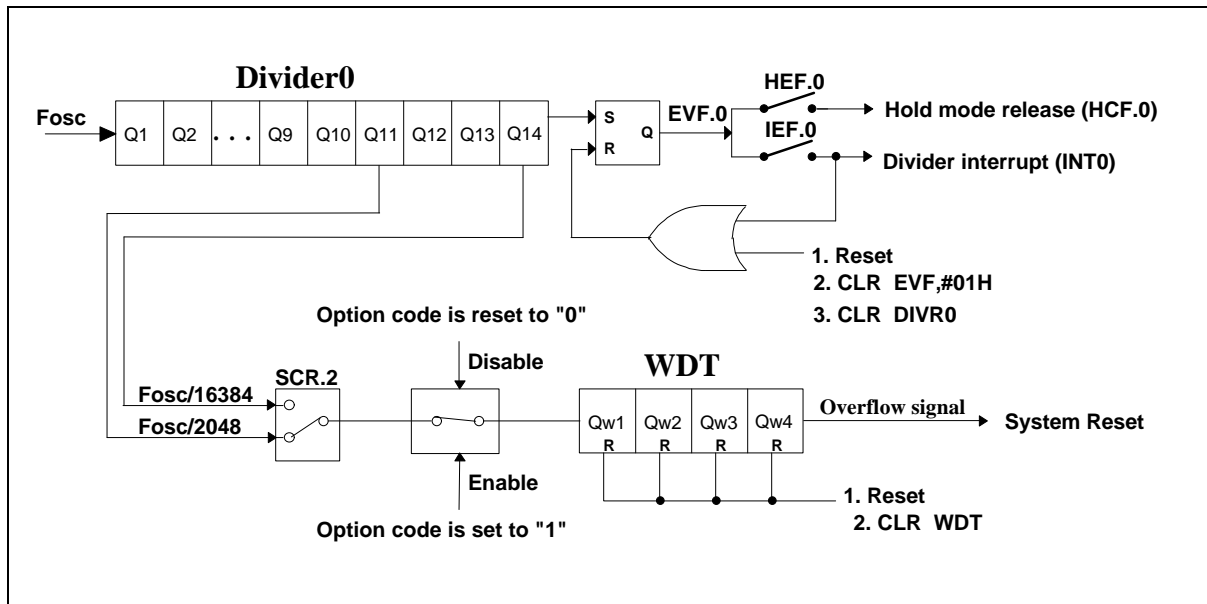 Divider0
Fosc
Q1 Q2 . . . Q9 Q10 Q11 Q12 Q13 Q14
S
R
Q
EVF.0
HEF.0
Hold mode release (HCF.0)
IEF.0
Divider interrupt (INT0)
1. Reset
2. CLR EVF,#01H
3. CLR DIVR0
Option code is reset to "0"
Disable
SCR.2
Fosc/16384
Fosc/2048
Enable
Option code is set to "1"
WDT
Qw1 Qw2 Qw3 Qw4
R R R R
Overflow signal
System Reset
1. Reset
2. CLR WDT